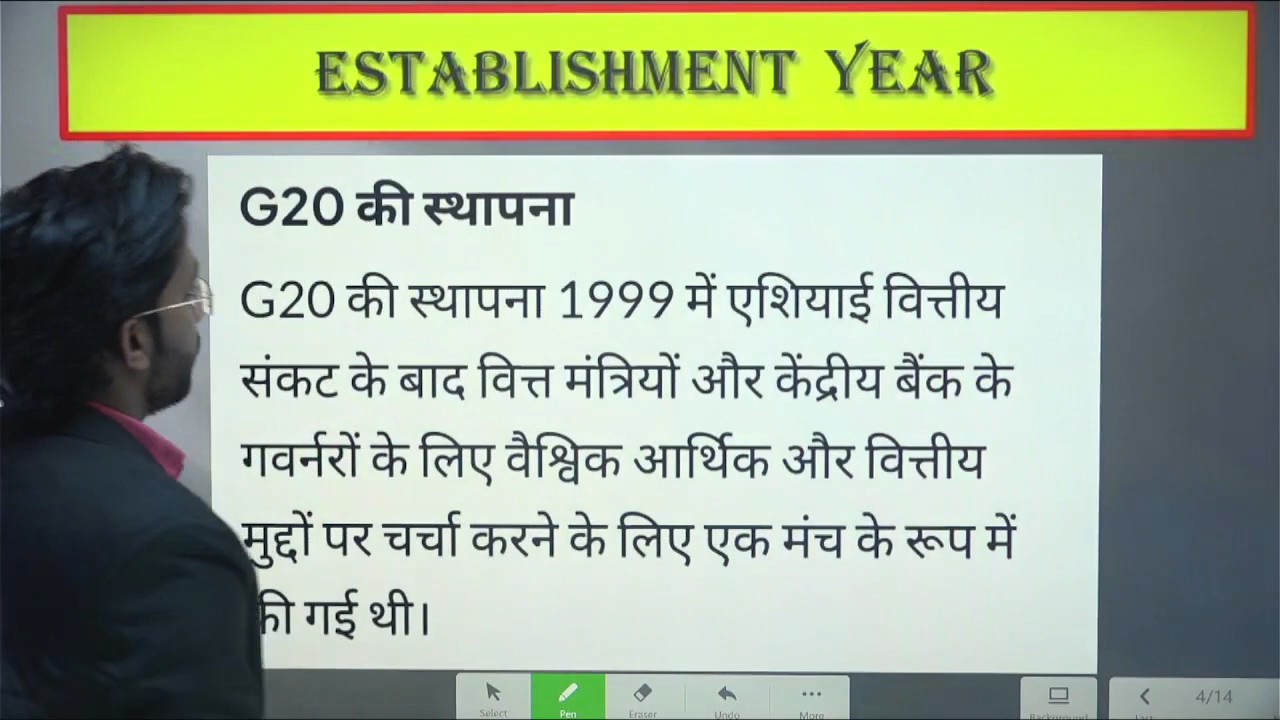 ESTABLISHMENT YEAR
G20 की स्थापना
G20 की स्थापना 1999 में एशियाई वित्तीय
संकट के बाद वित्त मंत्रियों और केंद्रीय बैंक के
गवर्नरों के लिए वैश्विक आर्थिक और वित्तीय
मुद्दों पर चर्चा करने के लिए एक मंच के रूप में
की गई थी।
Select Pen Eraser Undo More 4/14